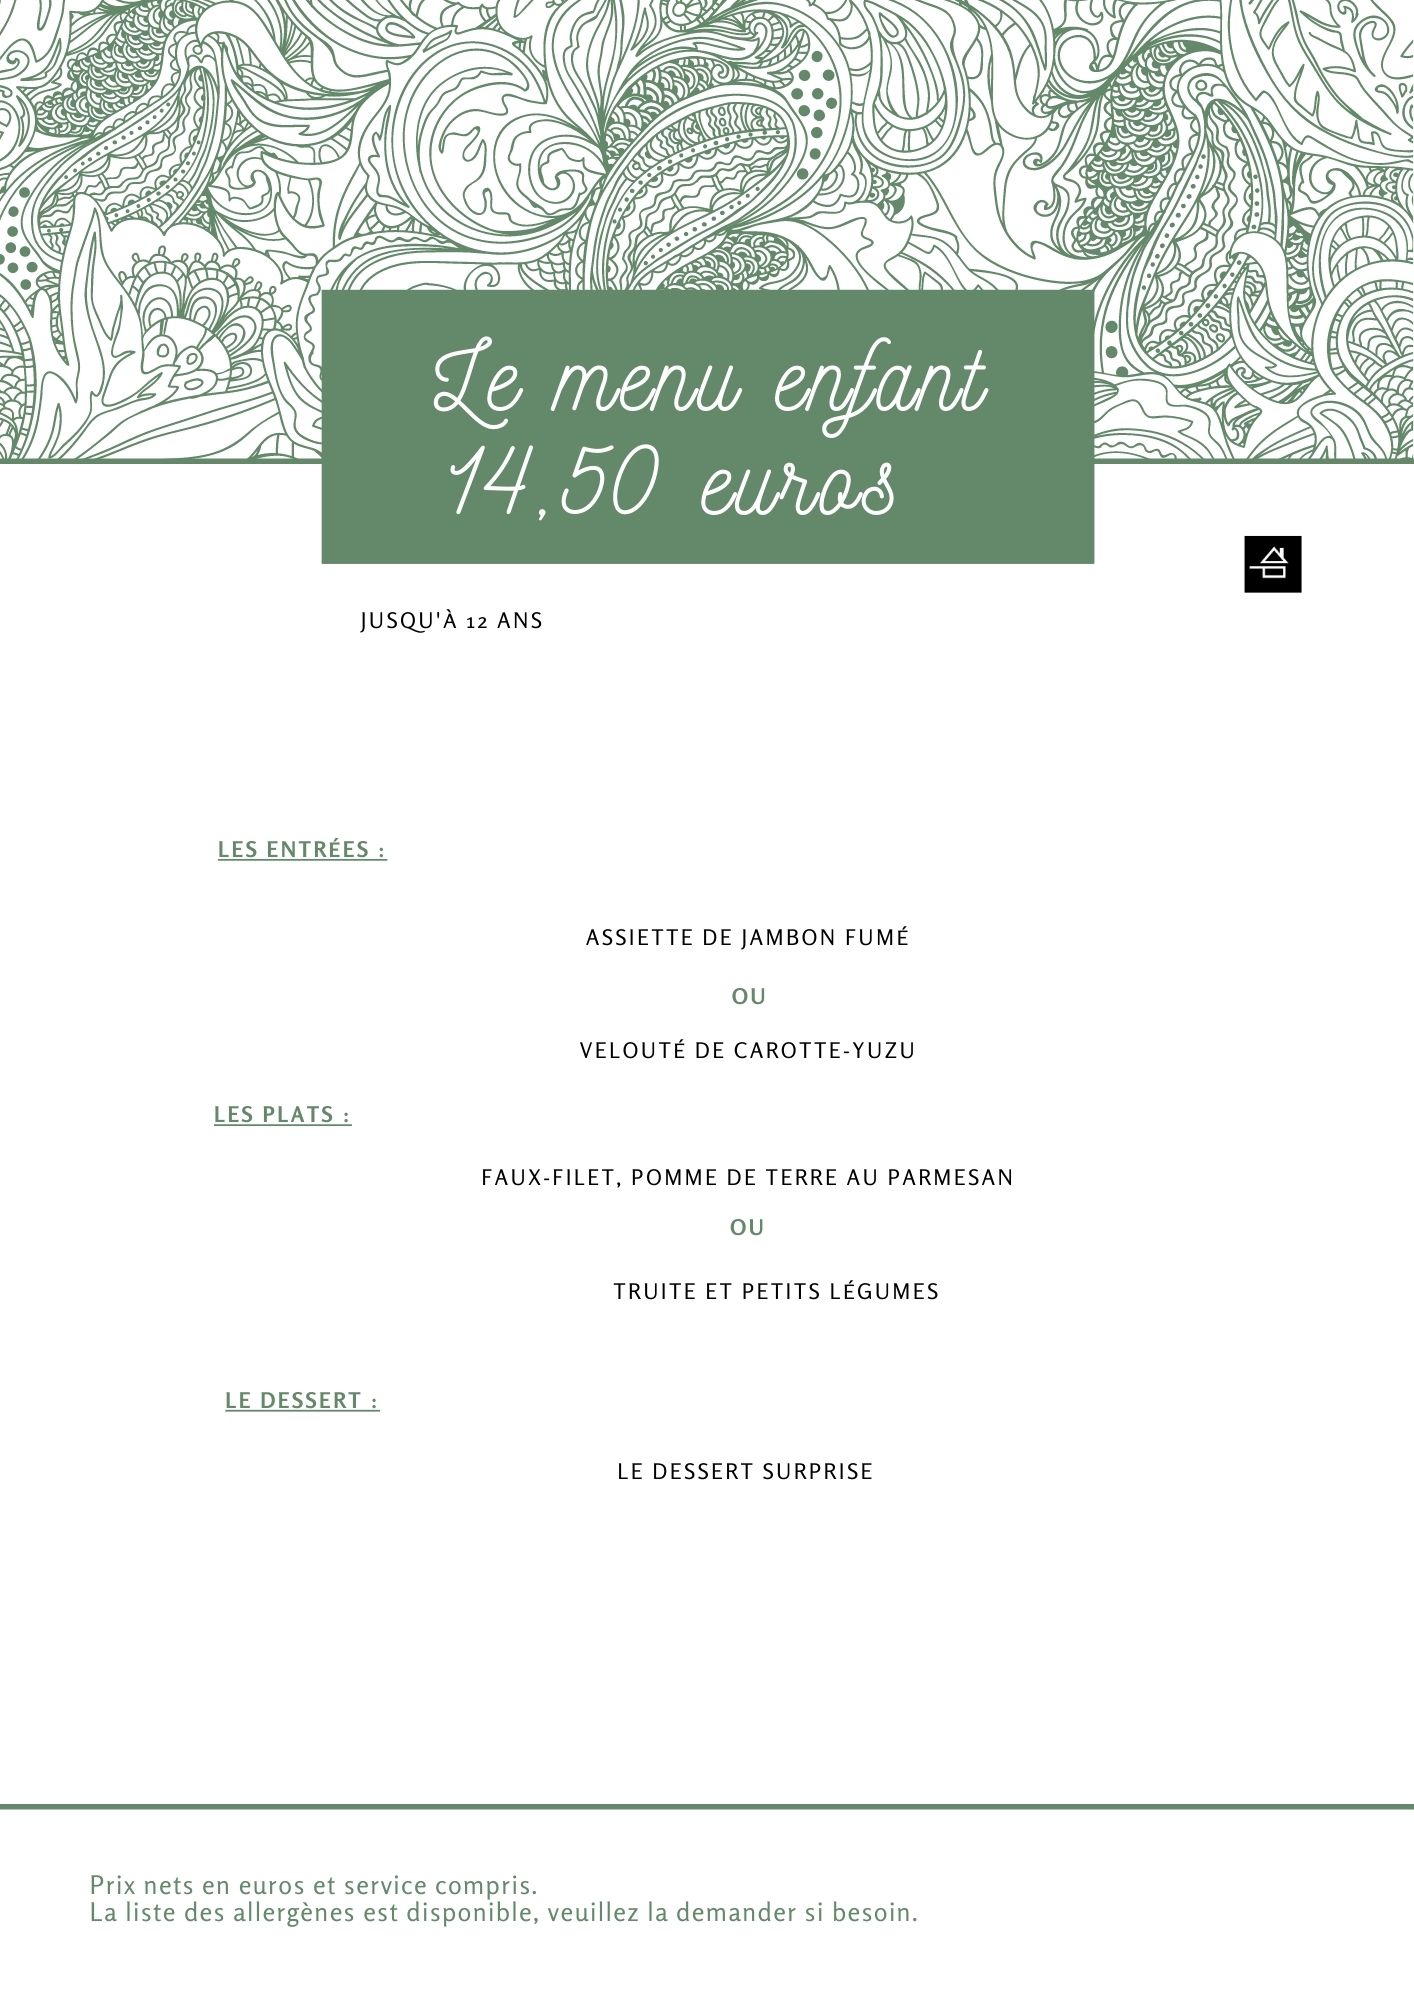 Le menu enfant
14,50 euros
JUSQU'À 12 ANS
LES ENTRÉES :
ASSIETTE DE JAMBON FUMÉ
OU
VELOUTÉ DE CAROTTE-YUZU
LES PLATS :
FAUX-FILET, POMME DE TERRE AU PARMESAN
OU
TRUITE ET PETITS LÉGUMES
LE DESSERT :
LE DESSERT SURPRISE
Prix nets en euros et service compris.
La liste des allergènes est disponible, veuillez la demander si besoin.